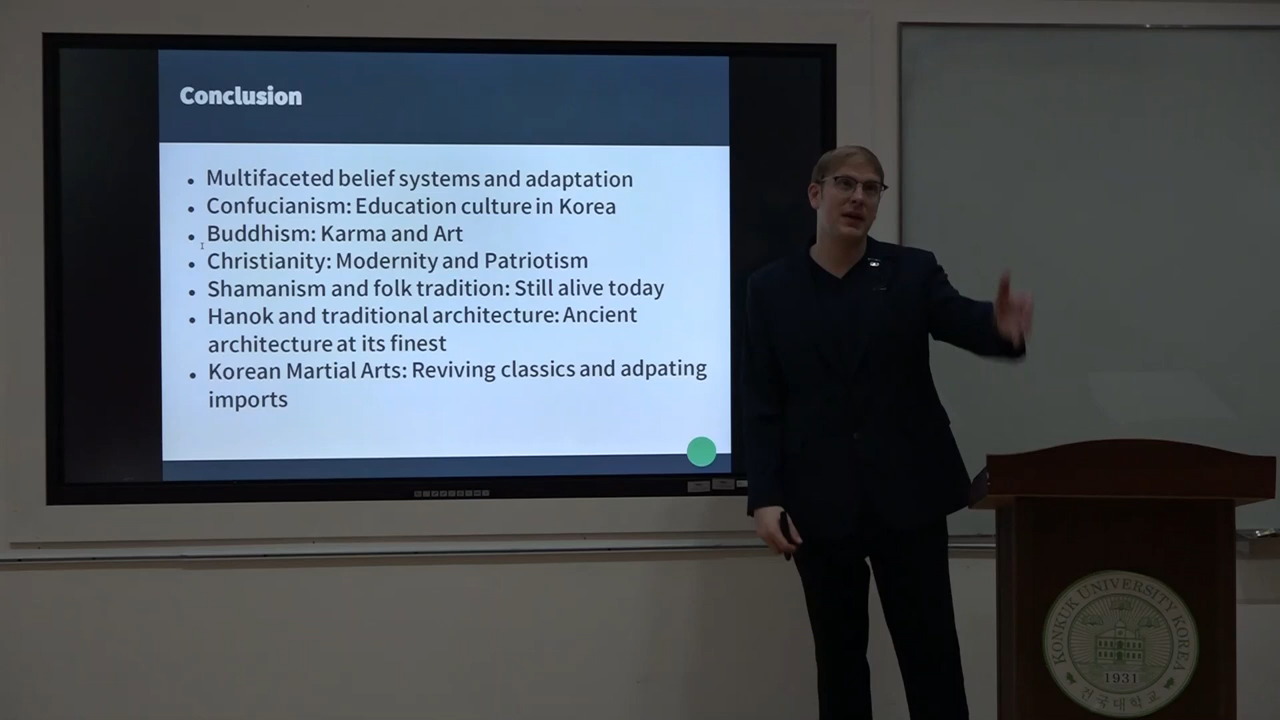 Conclusion
• Multifaceted belief systems and adaptation
• Confucianism: Education culture in Korea
• Buddhism: Karma and Art
• Christianity: Modernity and Patriotism
• Shamanism and folk tradition: Still alive today
• Hanok and traditional architecture: Ancient
architecture at its finest
• Korean Martial Arts: Reviving classics and adpating
imports
KONKUK UNIVERSITY KOREA
1931
건국대학교